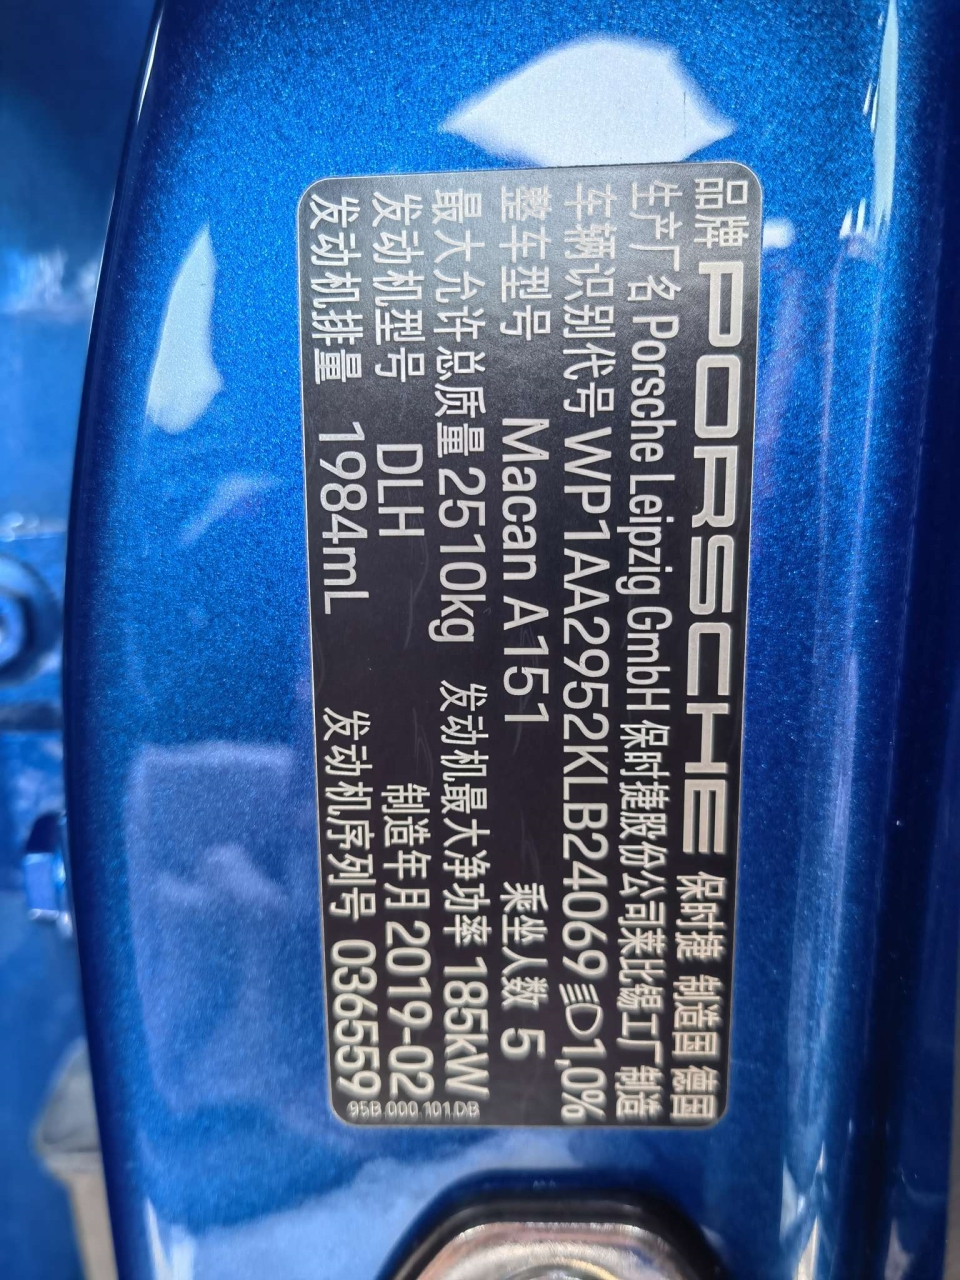 品牌 PORSCHE 保时捷 制造国 德国
生产厂名 Porsche Leipzig GmbH 保时捷股份公司莱比锡工厂制造
车辆识别代号 WP1AA2952KLB24069 1,0%
整车型号 Macan A151 乘坐人数 5
最大允许总质量 2510kg 发动机最大净功率 185kW
发动机型号 DLH 制造年月 2019-02
发动机排量 1984mL 发动机序列号 036559
95B.000.101.DB